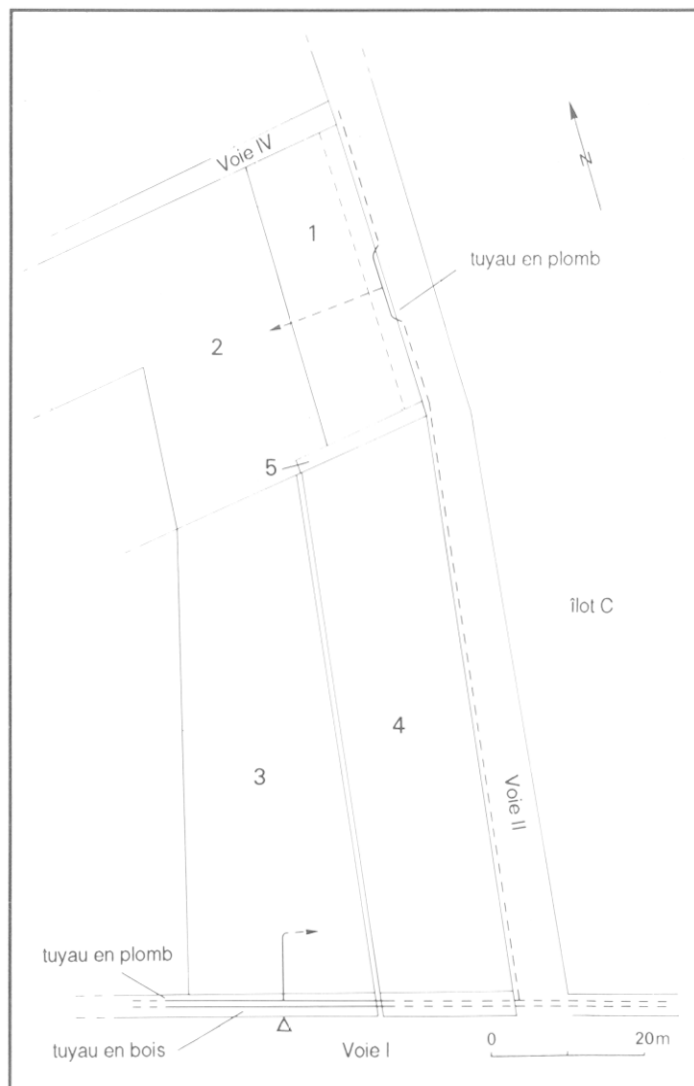 Voie IV
N
1
tuyau en plomb
2
5
îlot C
4
3
Voie II
tuyau en plomb
tuyau en bois
Voie I
0 20m